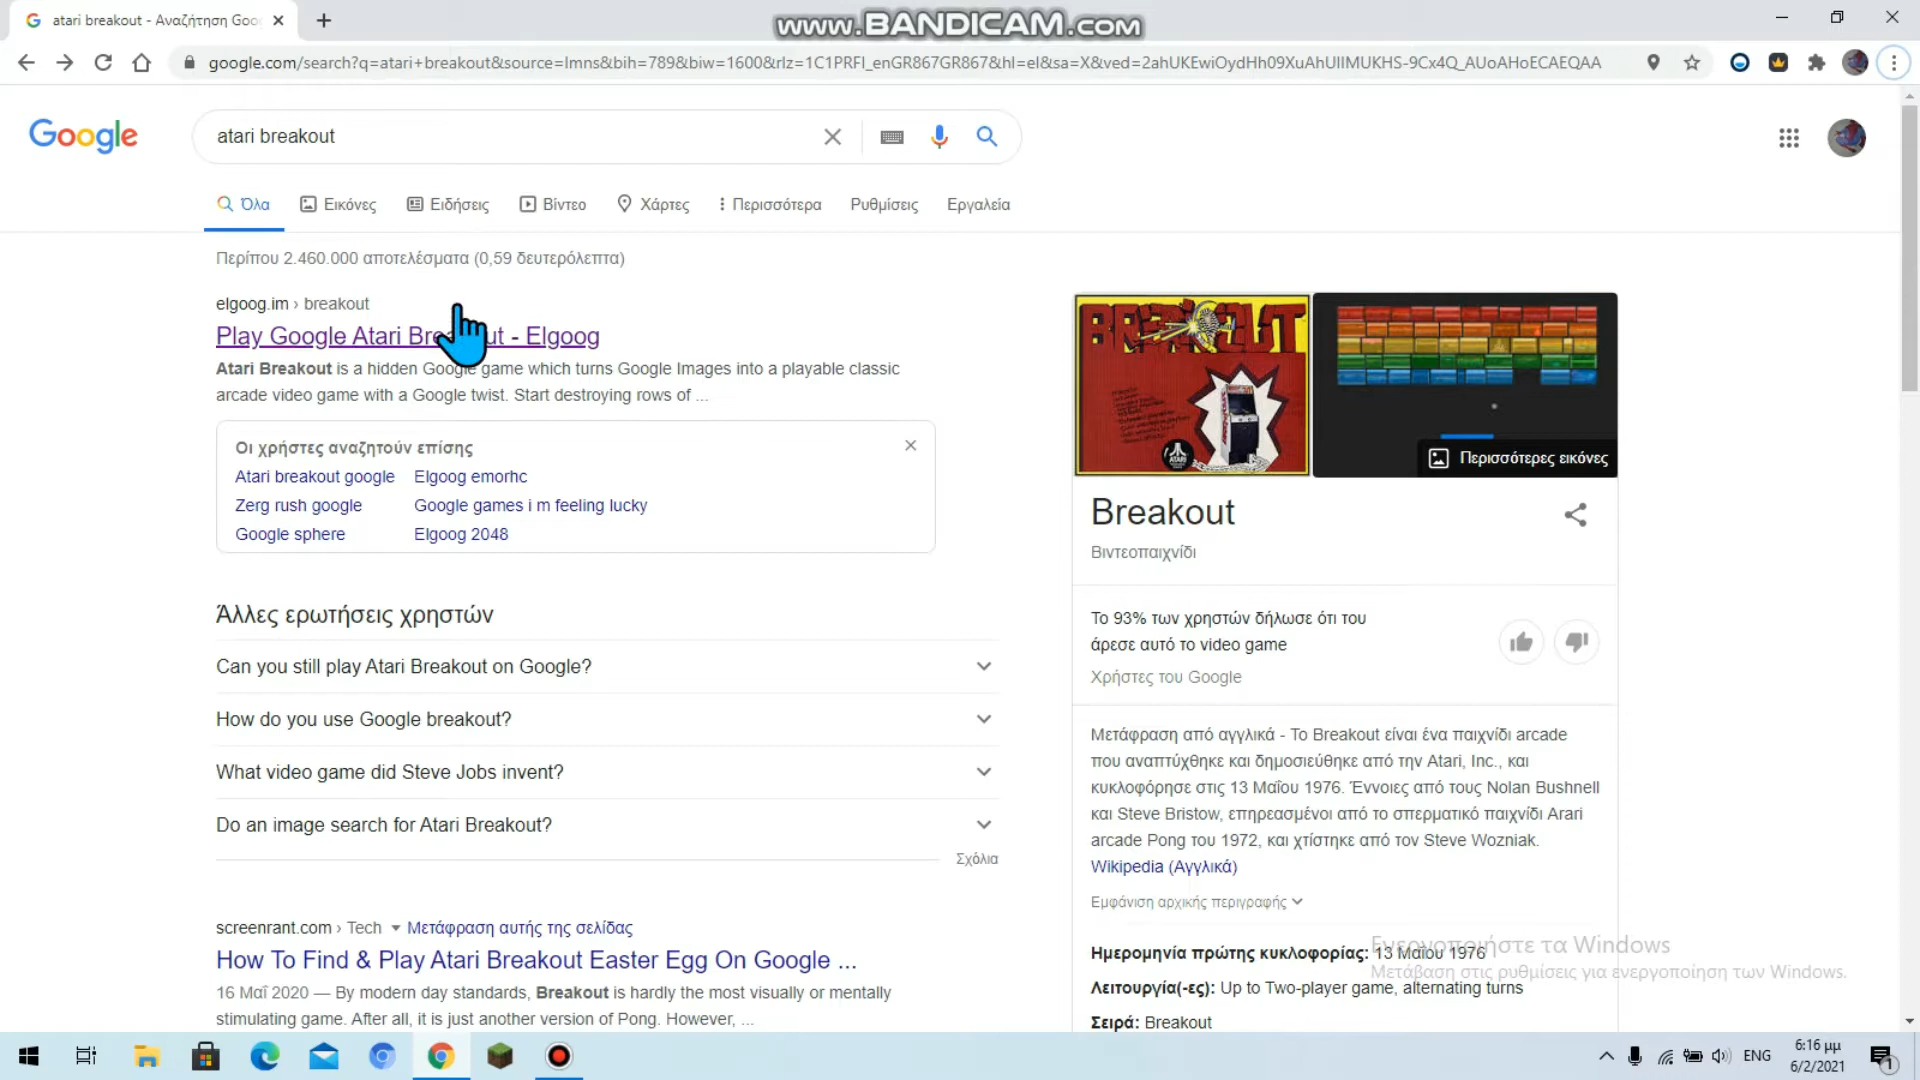 atari breakout - Αναζήτηση Goo
www.BANDICAM.com
google.com/search?q=atari+breakout&source=lmns&bih=789&biw=1600&rlz=1C1PRFI_enGR867GR867&hl=el&sa=X&ved=2ahUKEwiOydHh09XuAhUIIMUKHS-9Cx4Q_AUoAHoECAEQAA
Google
atari breakout
Όλα Εικόνες Ειδήσεις Βίντεο Χάρτες Περισσότερα Ρυθμίσεις Εργαλεία
Περίπου 2.460.000 αποτελέσματα (0,59 δευτερόλεπτα)
elgoog.im › breakout
Play Google Atari Breakout - Elgoog
Atari Breakout is a hidden Google game which turns Google Images into a playable classic
arcade video game with a Google twist. Start destroying rows of ...
Οι χρήστες αναζητούν επίσης
Atari breakout google Elgoog emorhc
Zerg rush google Google games i m feeling lucky
Google sphere Elgoog 2048
Άλλες ερωτήσεις χρηστών
Can you still play Atari Breakout on Google?
How do you use Google breakout?
What video game did Steve Jobs invent?
Do an image search for Atari Breakout?
Σχόλια
screenrant.com › Tech Μετάφραση αυτής της σελίδας
How To Find & Play Atari Breakout Easter Egg On Google ...
16 Μαΐ 2020 — By modern day standards, Breakout is hardly the most visually or mentally
stimulating game. After all, it is just another version of Pong. However, ...
BREAKOUT
ATARI
Περισσότερες εικόνες
Breakout
Βιντεοπαιχνίδι
Το 93% των χρηστών δήλωσε ότι του
άρεσε αυτό το video game
Χρήστες του Google
Μετάφραση από αγγλικά - Το Breakout είναι ένα παιχνίδι arcade
που αναπτύχθηκε και δημοσιεύθηκε από την Atari, Inc., και
κυκλοφόρησε στις 13 Μαΐου 1976. Έννοιες από τους Nolan Bushnell
και Steve Bristow, επηρεασμένοι από το σπερματικό παιχνίδι Arari
arcade Pong του 1972, και χτίστηκε από τον Steve Wozniak.
Wikipedia (Αγγλικά)
Εμφάνιση αρχικής περιγραφής
Ημερομηνία πρώτης κυκλοφορίας: 13 Μαΐου 1976
Λειτουργία(-ες): Up to Two-player game, alternating turns
Σειρά: Breakout
Ενεργοποιήστε τα Windows
Μετάβαση στις ρυθμίσεις για ενεργοποίηση των Windows.
ENG
6:16 μμ
6/2/2021
1